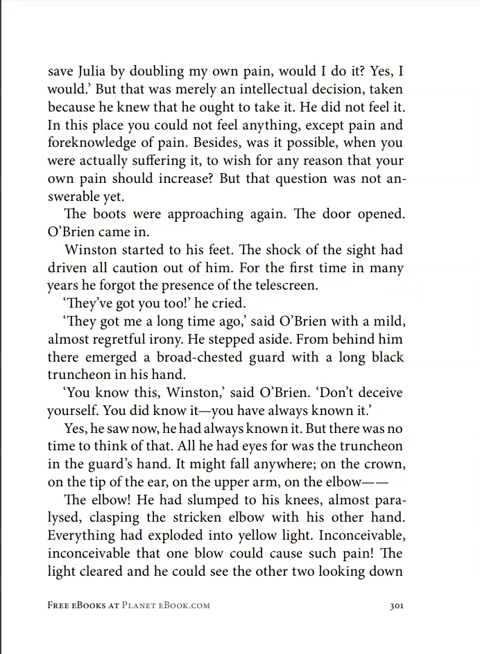 save Julia by doubling my own pain, would I do it? Yes, I
would.’ But that was merely an intellectual decision, taken
because he knew that he ought to take it. He did not feel it.
In this place you could not feel anything, except pain and
foreknowledge of pain. Besides, was it possible, when you
were actually suffering it, to wish for any reason that your
own pain should increase? But that question was not an-
swerable yet.
The boots were approaching again. The door opened.
O’Brien came in.
Winston started to his feet. The shock of the sight had
driven all caution out of him. For the first time in many
years he forgot the presence of the telescreen.
‘They’ve got you too!’ he cried.
‘They got me a long time ago,’ said O’Brien with a mild,
almost regretful irony. He stepped aside. From behind him
there emerged a broad-chested guard with a long black
truncheon in his hand.
‘You know this, Winston,’ said O’Brien. ‘Don’t deceive
yourself. You did know it—you have always known it.’
Yes, he saw now, he had always known it. But there was no
time to think of that. All he had eyes for was the truncheon
in the guard’s hand. It might fall anywhere; on the crown,
on the tip of the ear, on the upper arm, on the elbow——
The elbow! He had slumped to his knees, almost para-
lysed, clasping the stricken elbow with his other hand.
Everything had exploded into yellow light. Inconceivable,
inconceivable that one blow could cause such pain! The
light cleared and he could see the other two looking down
Free eBooks at Planet eBook.com 301